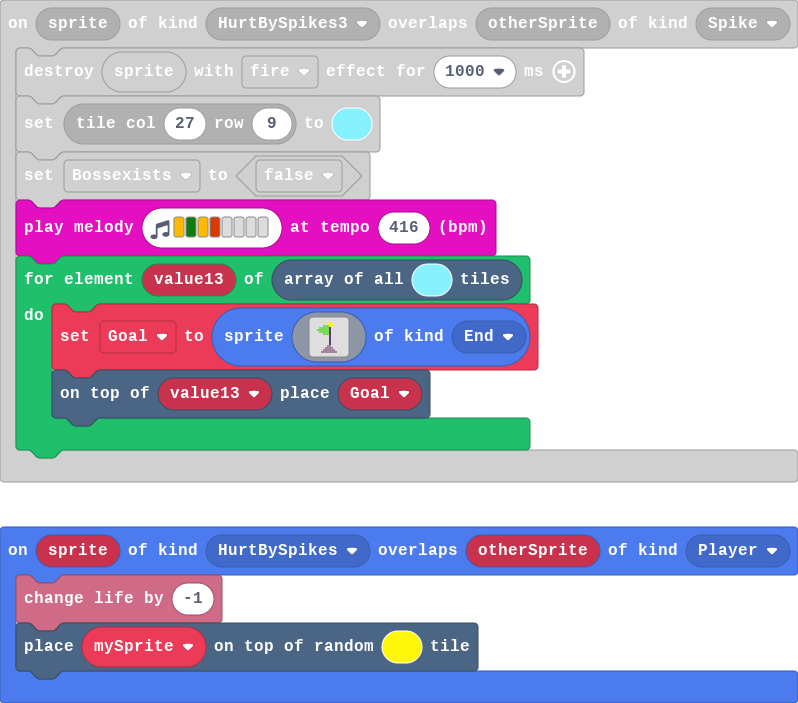 on sprite of kind HurtBySpikes3 overlaps otherSprite of kind Spike
destroy sprite with fire effect for 1000 ms
set tile col 27 row 9 to
set Bossexists to false
play melody at tempo 416 (bpm)
for element value13 of array of all tiles
do
set Goal to sprite of kind End
on top of value13 place Goal
on sprite of kind HurtBySpikes overlaps otherSprite of kind Player
change life by -1
place mySprite on top of random tile